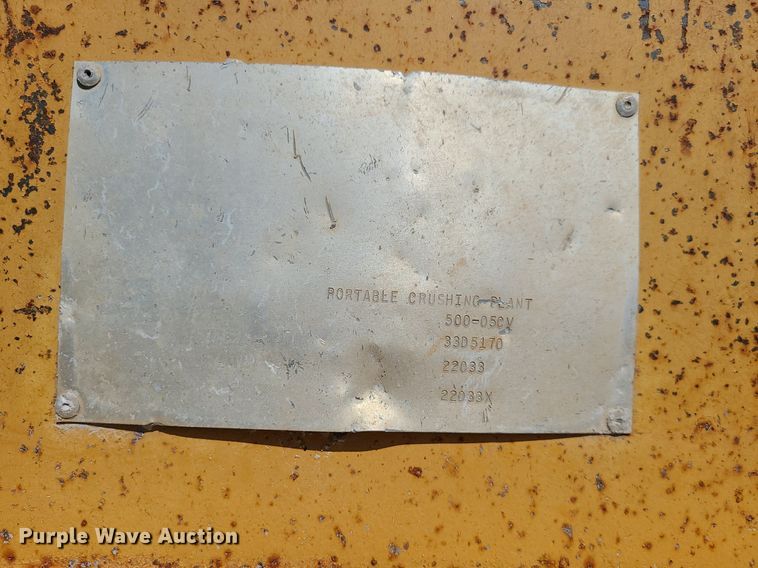 PORTABLE CRUSHING PLANT
500-05CV
33D5170
22033
22033X
Purple Wave Auction